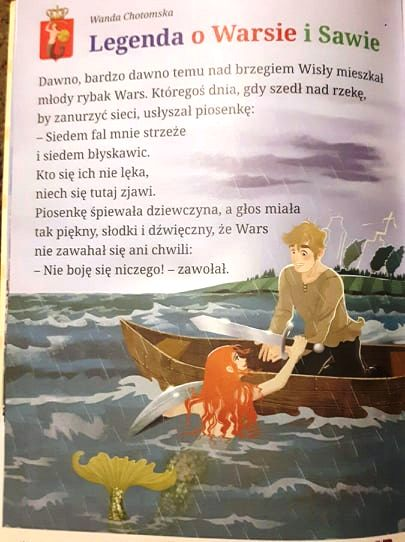 Wanda Chotomska
Legenda o Warsie i Sawie
Dawno, bardzo dawno temu nad brzegiem Wisły mieszkał
młody rybak Wars. Któregoś dnia, gdy szedł nad rzekę,
by zanurzyć sieci, usłyszał piosenkę:
– Siedem fal mnie strzeże
i siedem błyskawic.
Kto się ich nie lęka,
niech się tutaj zjawi.
Piosenkę śpiewała dziewczyna, a głos miała
tak piękny, słodki i dźwięczny, że Wars
nie zawahał się ani chwili:
– Nie boję się niczego! – zawołał.